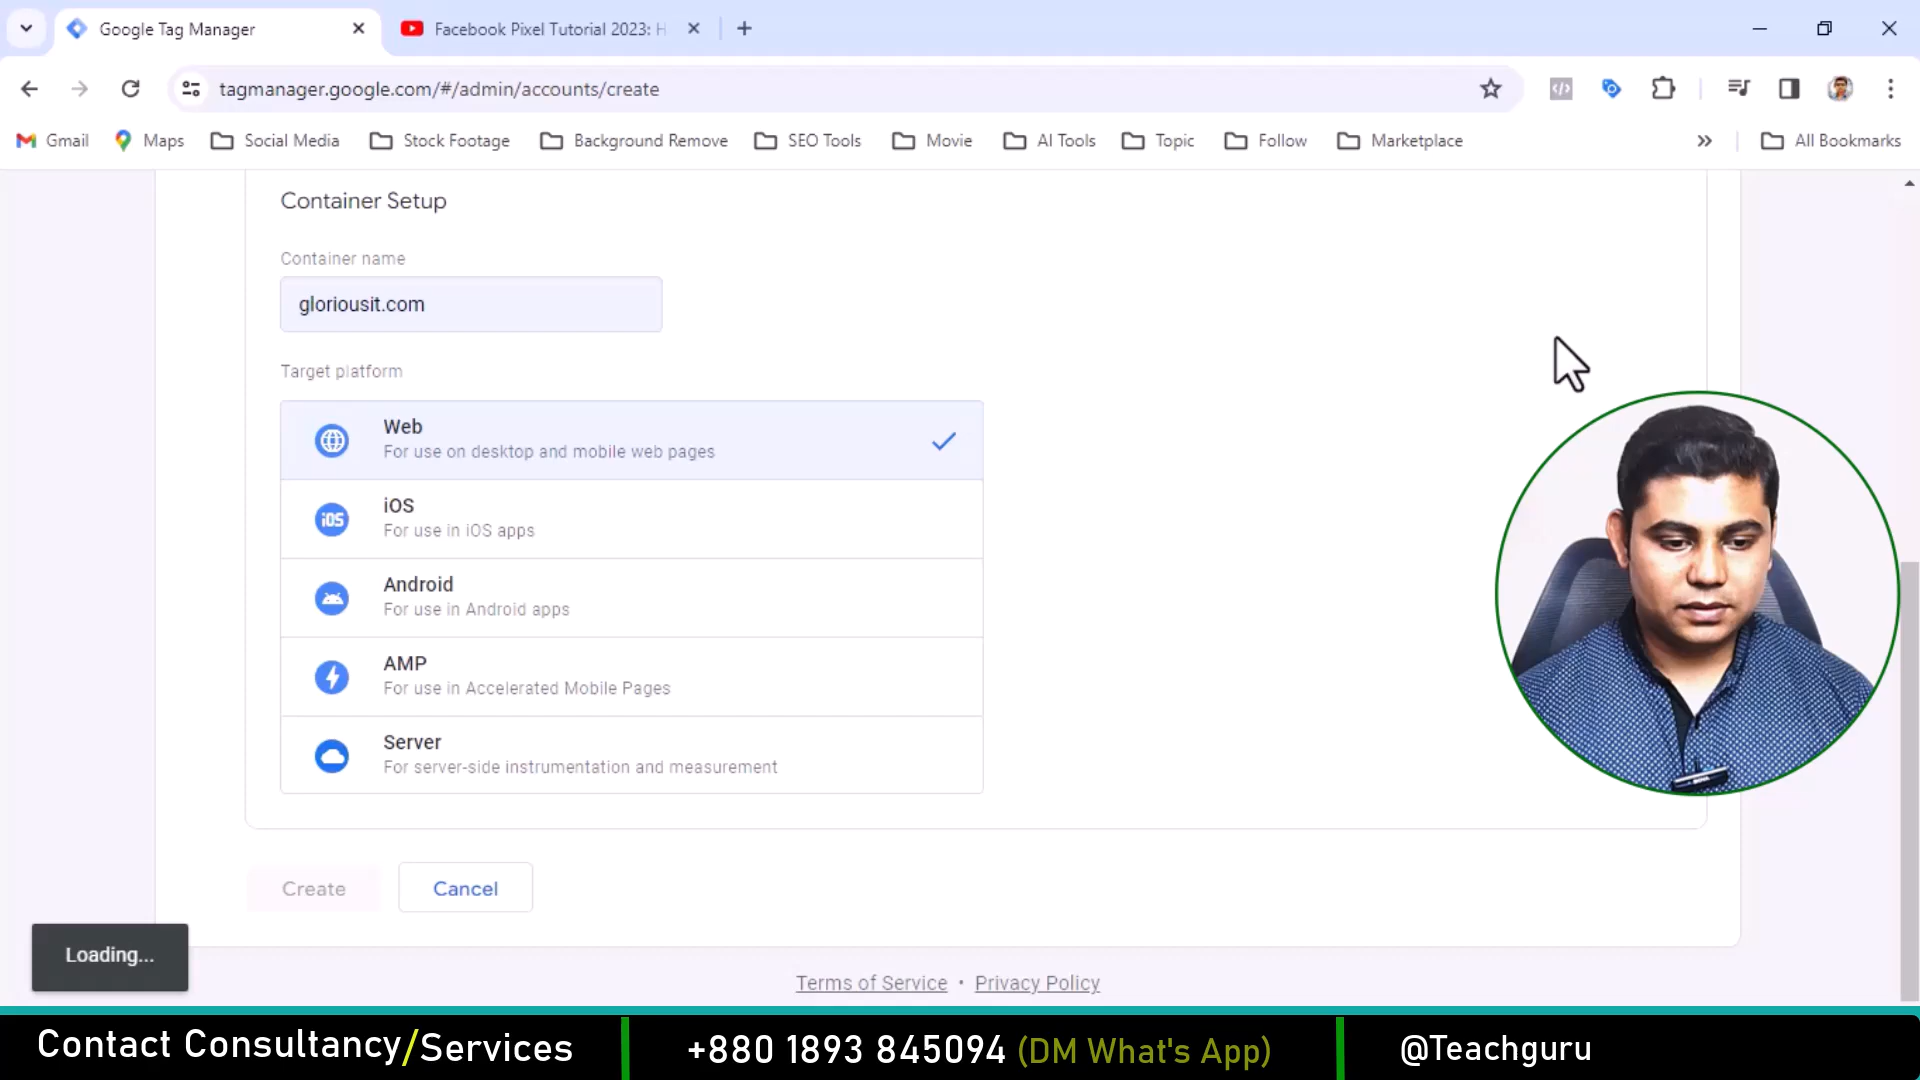 Google Tag Manager
Facebook Pixel Tutorial 2023: H
tagmanager.google.com/#/admin/accounts/create
Gmail
Maps
Social Media
Stock Footage
Background Remove
SEO Tools
Movie
AI Tools
Topic
Follow
Marketplace
All Bookmarks
Container Setup
Container name
gloriousit.com
Target platform
Web
For use on desktop and mobile web pages
iOS
iOS
For use in iOS apps
Android
For use in Android apps
AMP
For use in Accelerated Mobile Pages
Server
For server-side instrumentation and measurement
Create
Cancel
Loading...
Terms of Service • Privacy Policy
Contact Consultancy/Services
+880 1893 845094 (DM What's App)
@Teachguru